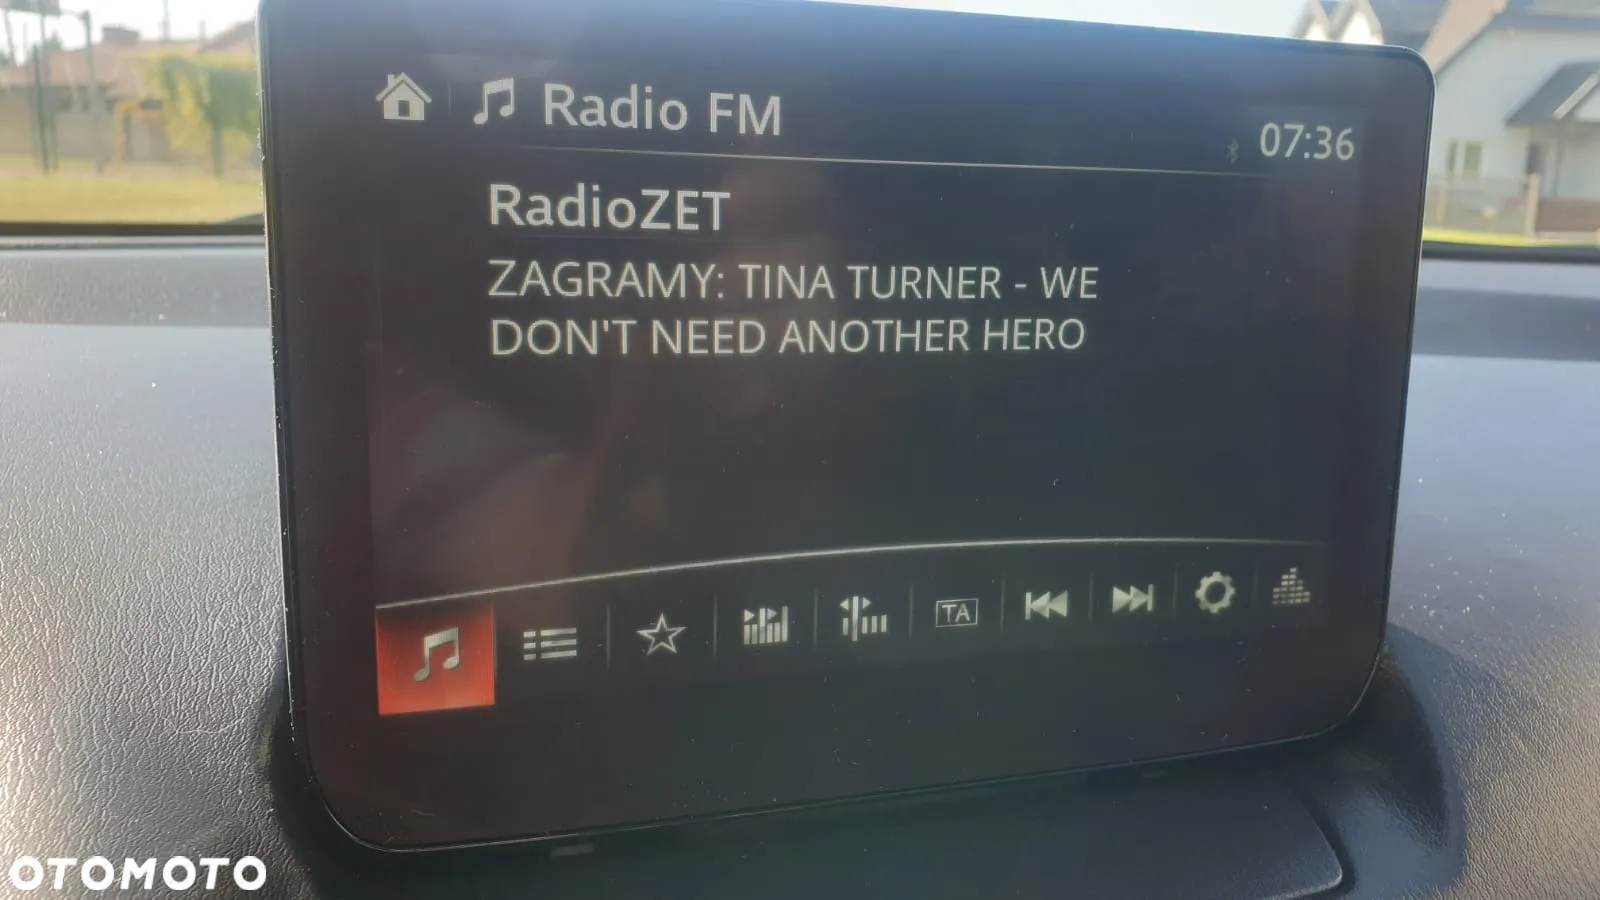 Radio FM
07:36
RadioZET
ZAGRAMY: TINA TURNER - WE
DON'T NEED ANOTHER HERO
TA
OTOMOTO